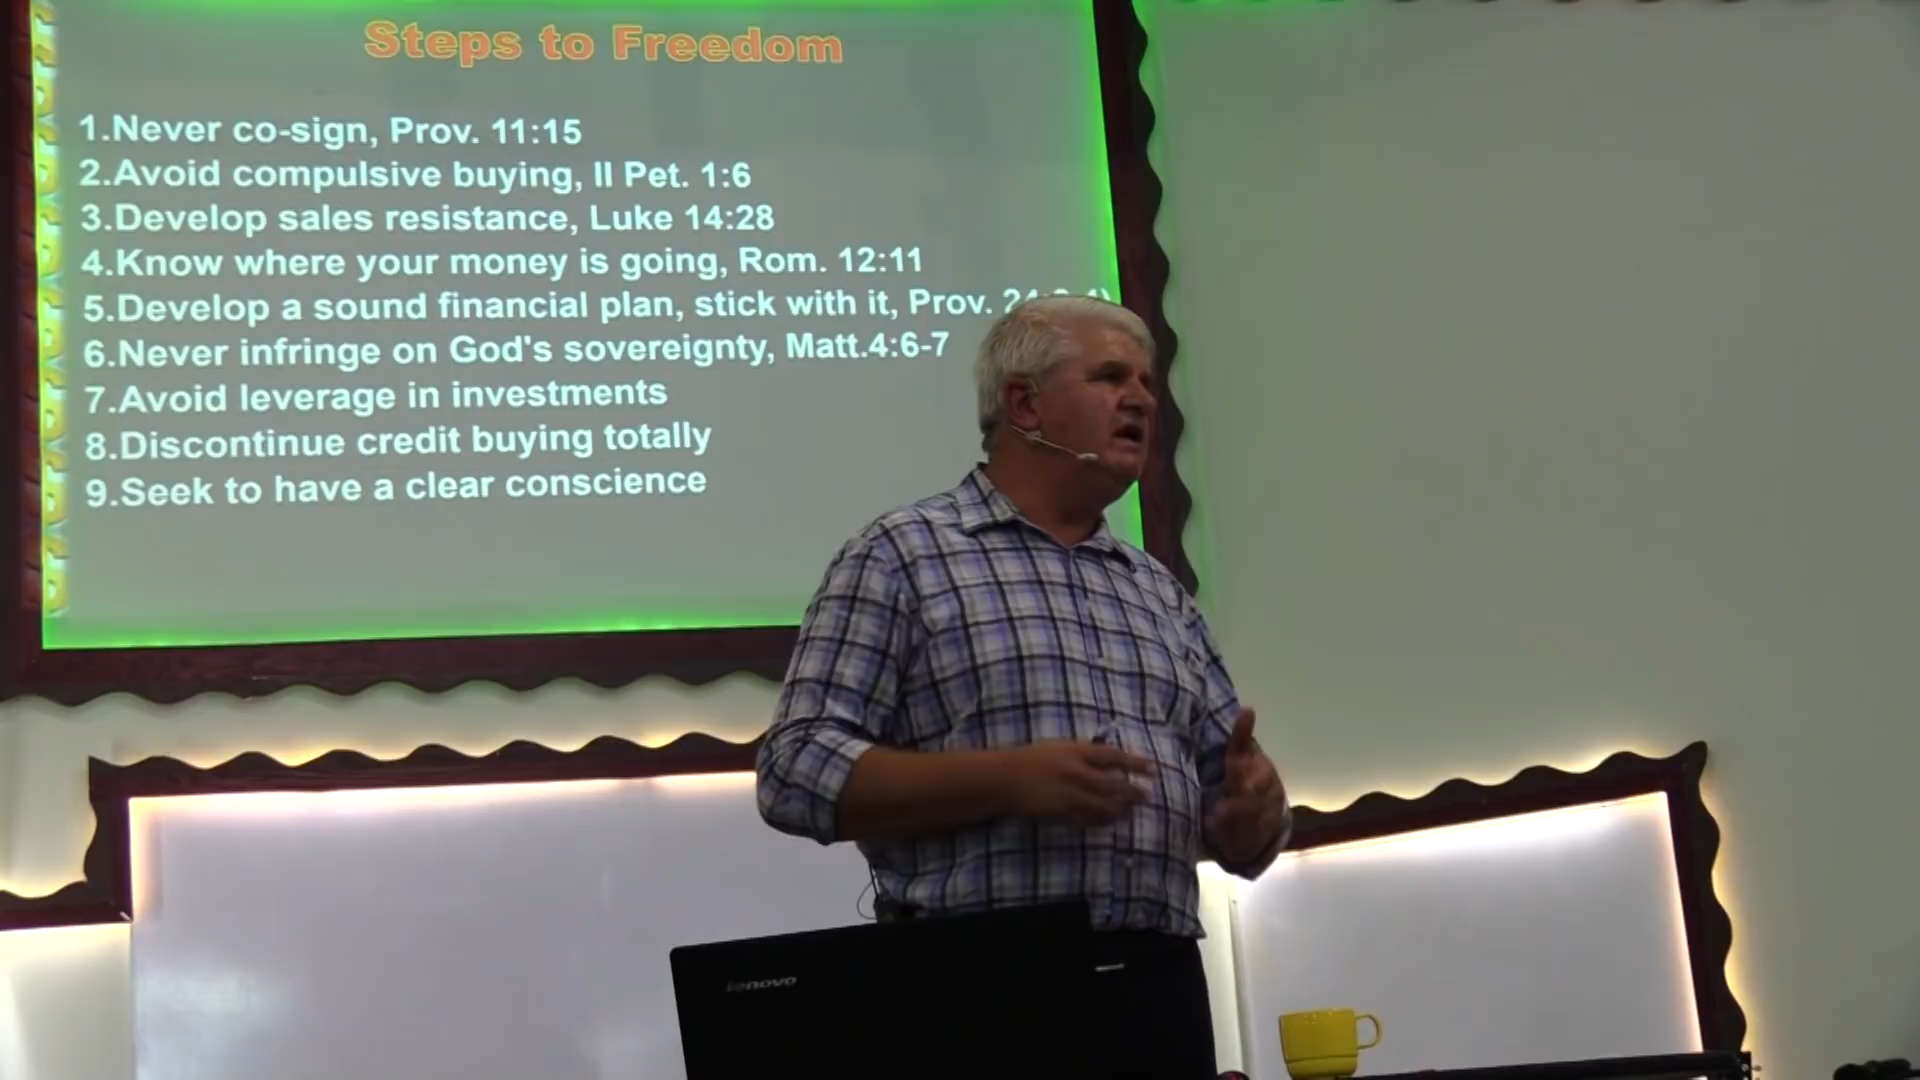 Steps to Freedom
1.Never co-sign, Prov. 11:15
2.Avoid compulsive buying, II Pet. 1:6
3.Develop sales resistance, Luke 14:28
4.Know where your money is going, Rom. 12:11
5.Develop a sound financial plan, stick with it, Prov.
6.Never infringe on God's sovereignty, Matt.4:6-7
7.Avoid leverage in investments
8.Discontinue credit buying totally
9.Seek to have a clear conscience
lenovo